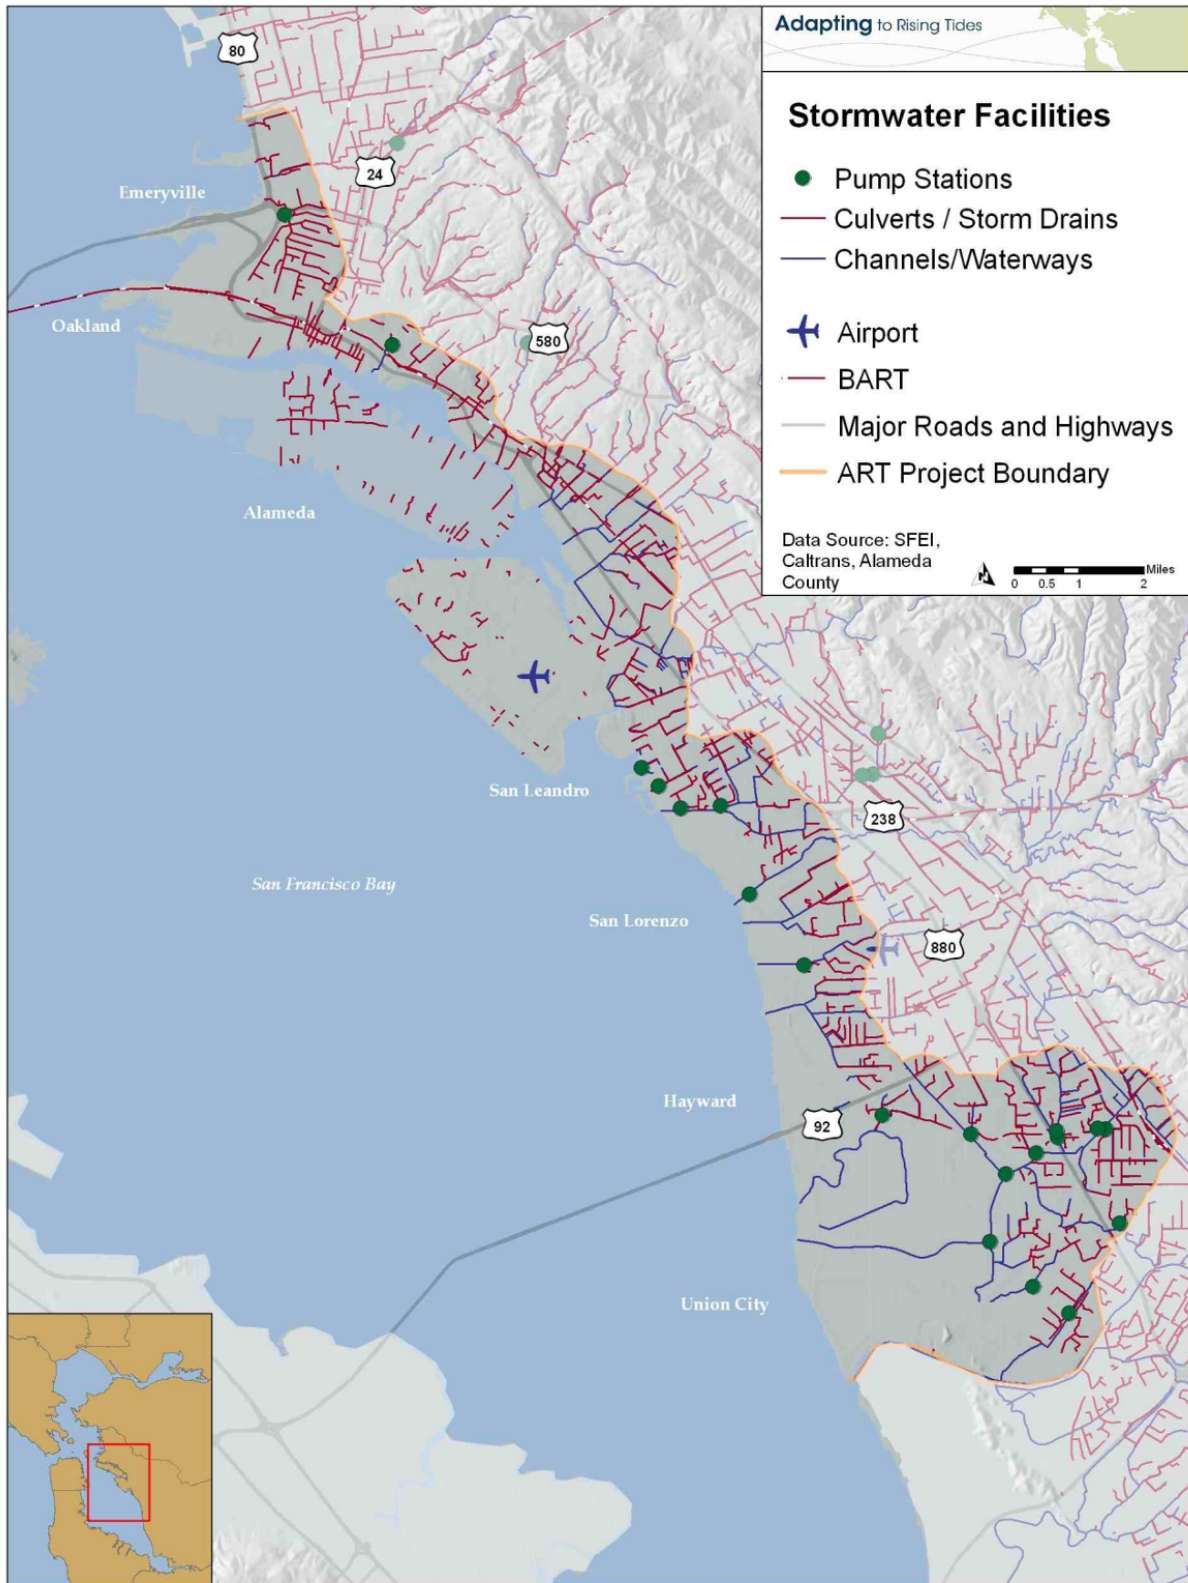 Adapting to Rising Tides
Stormwater Facilities
Pump Stations
Culverts / Storm Drains
Channels/Waterways
Airport
BART
Major Roads and Highways
ART Project Boundary
Data Source: SFEI,
Caltrans, Alameda
County
N
Miles
0 0.5 1 2
80
24
Emeryville
Oakland
580
Alameda
San Leandro
238
San Francisco Bay
San Lorenzo
880
Hayward
92
Union City